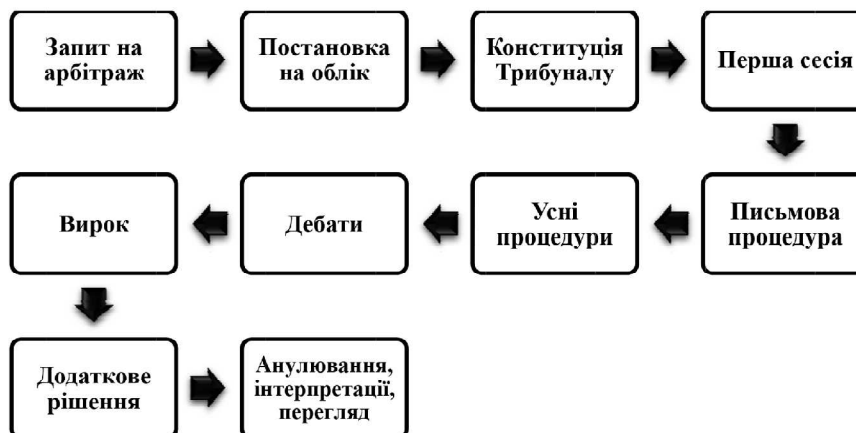 Запит на
арбітраж
Постановка
на облік
Конституція
Трибуналу
Перша сесія
Письмова
процедура
Усні
процедури
Дебати
Вирок
Додаткове
рішення
Анулювання,
інтерпретації,
перегляд